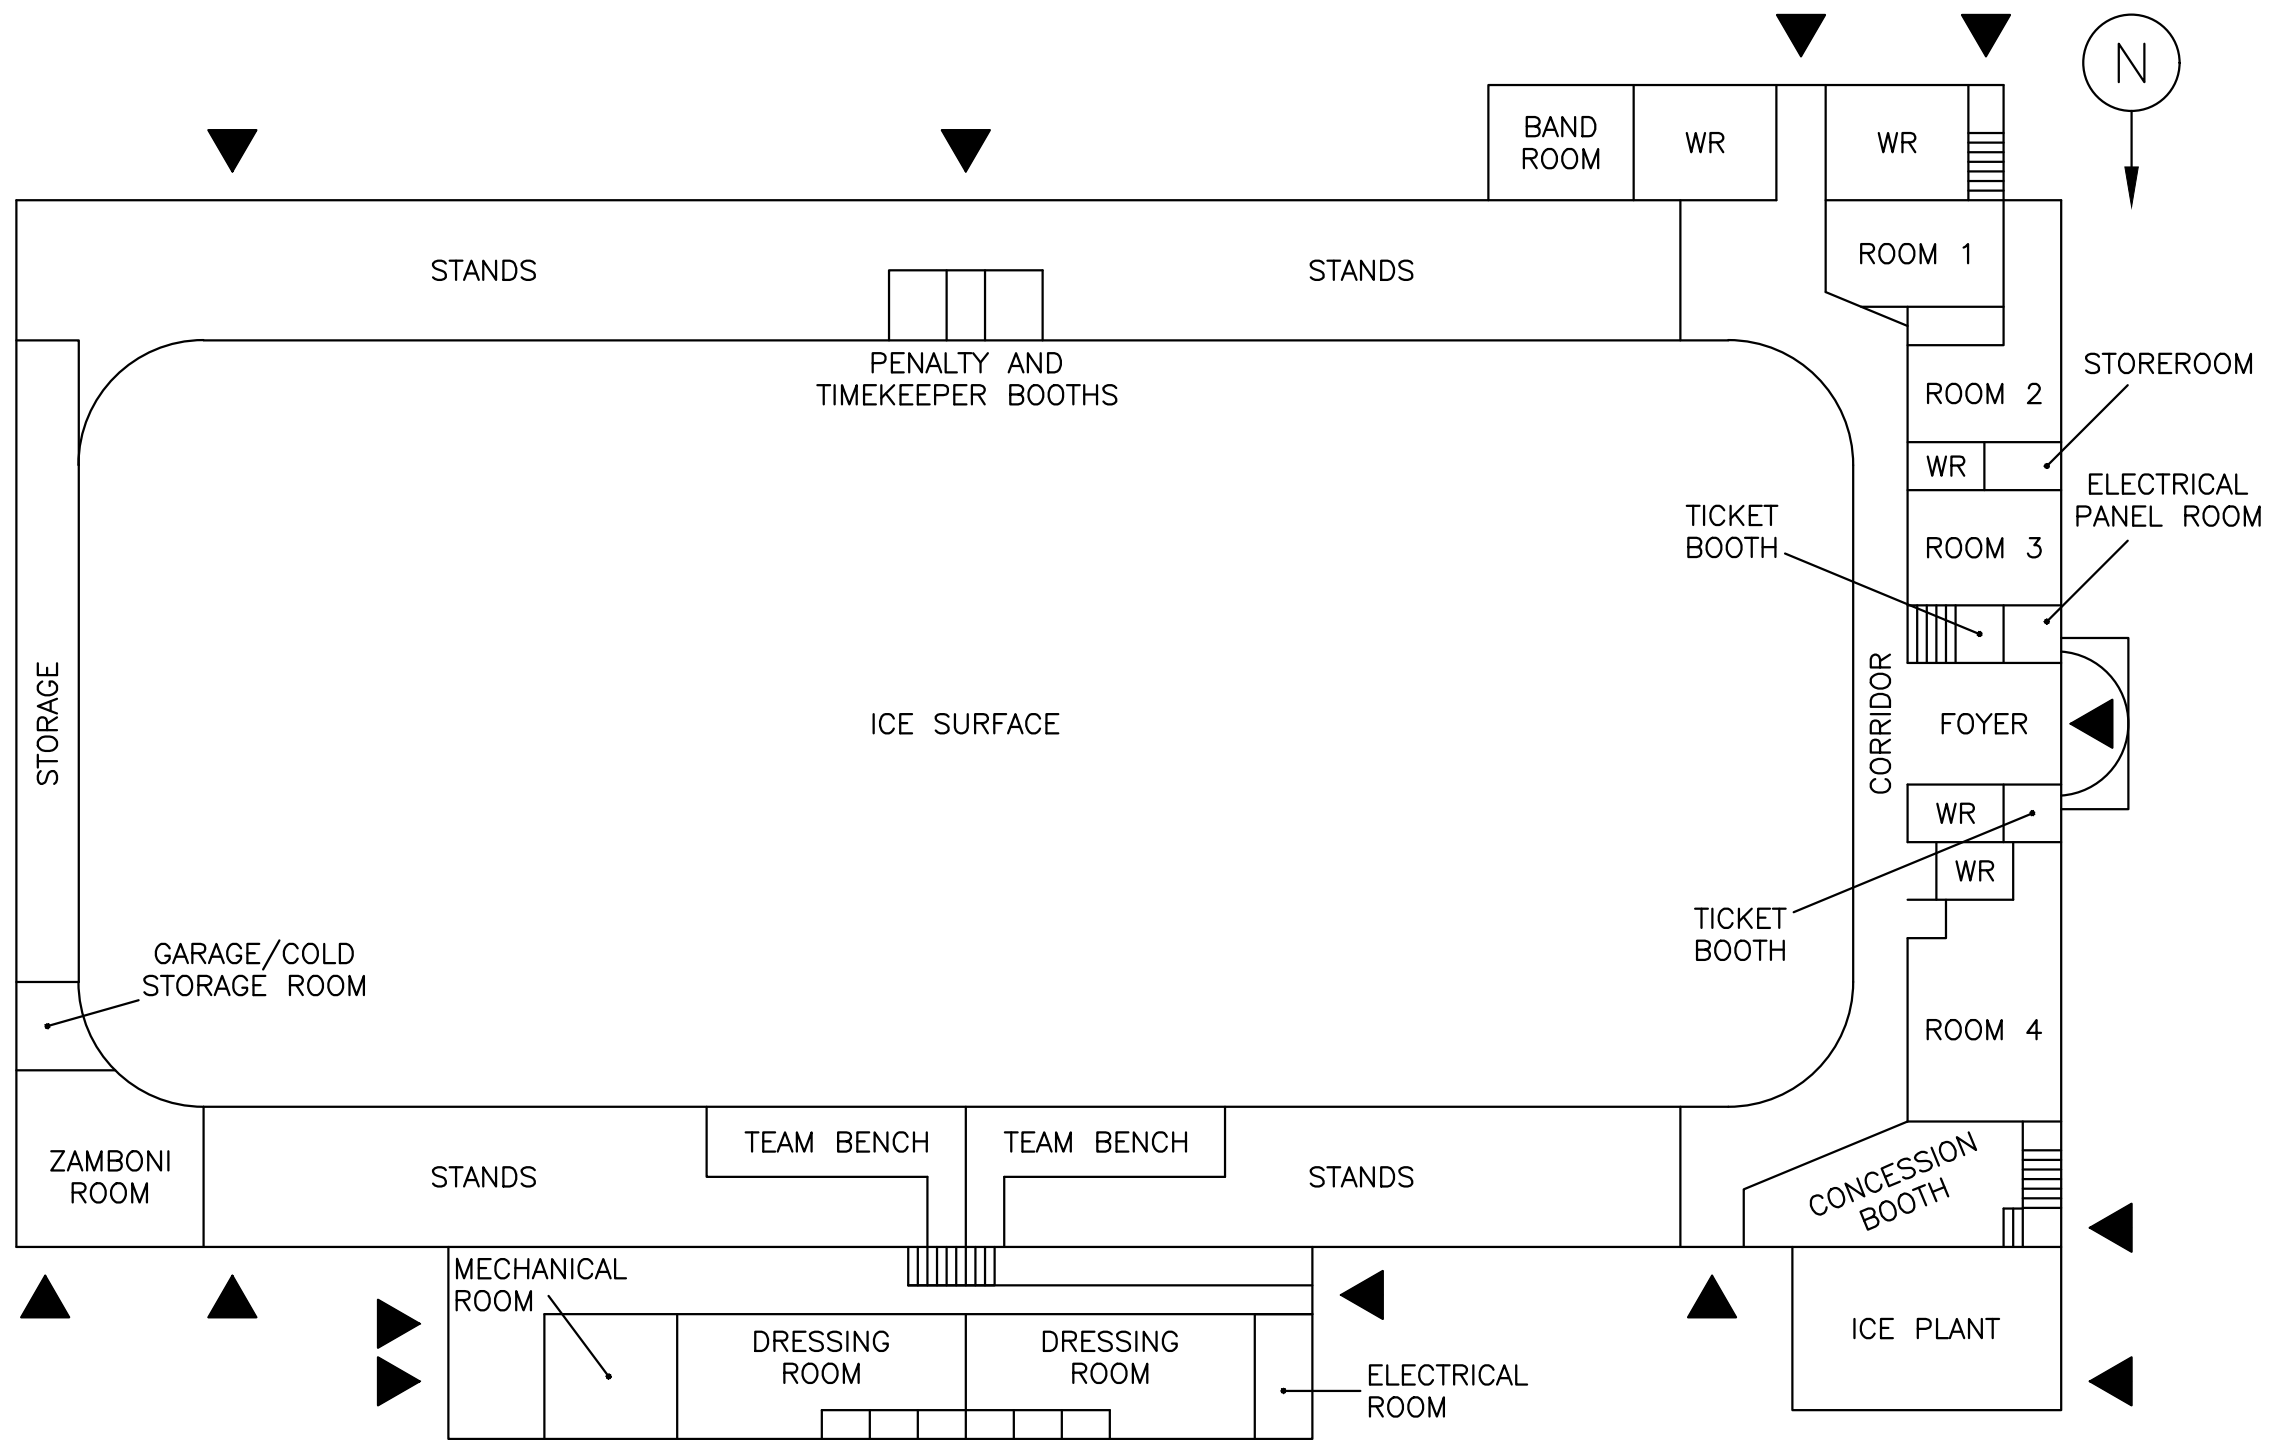 N
BAND
ROOM
WR
WR
STANDS
STANDS
ROOM 1
PENALTY AND
TIMEKEEPER BOOTHS
STOREROOM
ROOM 2
WR
ELECTRICAL
PANEL ROOM
TICKET
BOOTH
ROOM 3
STORAGE
ICE SURFACE
CORRIDOR
FOYER
WR
WR
TICKET
BOOTH
GARAGE/COLD
STORAGE ROOM
ROOM 4
ZAMBONI
ROOM
STANDS
TEAM BENCH
TEAM BENCH
STANDS
CONCESSION
BOOTH
MECHANICAL
ROOM
DRESSING
ROOM
DRESSING
ROOM
ELECTRICAL
ROOM
ICE PLANT